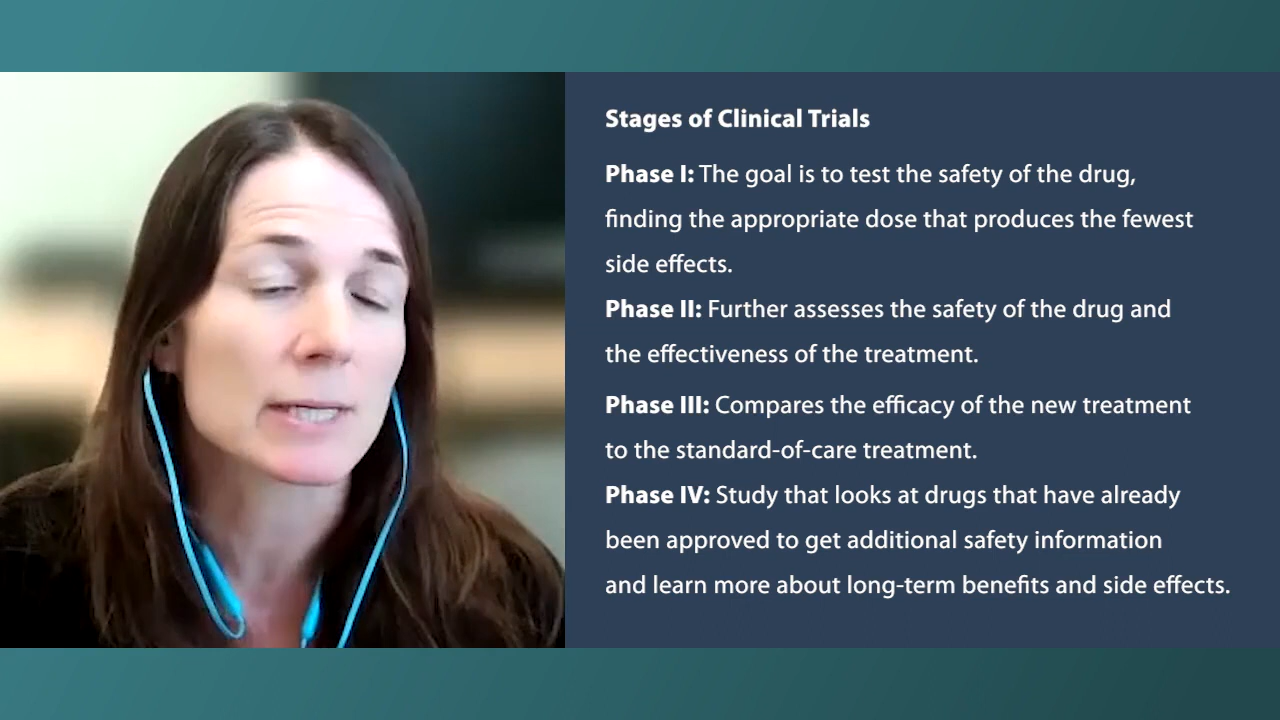 Stages of Clinical Trials
Phase I: The goal is to test the safety of the drug,
finding the appropriate dose that produces the fewest
side effects.
Phase II: Further assesses the safety of the drug and
the effectiveness of the treatment.
Phase III: Compares the efficacy of the new treatment
to the standard-of-care treatment.
Phase IV: Study that looks at drugs that have already
been approved to get additional safety information
and learn more about long-term benefits and side effects.